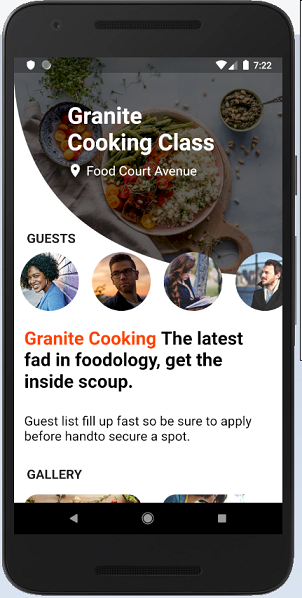 7:22
Granite
Cooking Class
Food Court Avenue
GUESTS
Granite Cooking The latest
fad in foodology, get the
inside scoup.
Guest list fill up fast so be sure to apply
before handto secure a spot.
GALLERY